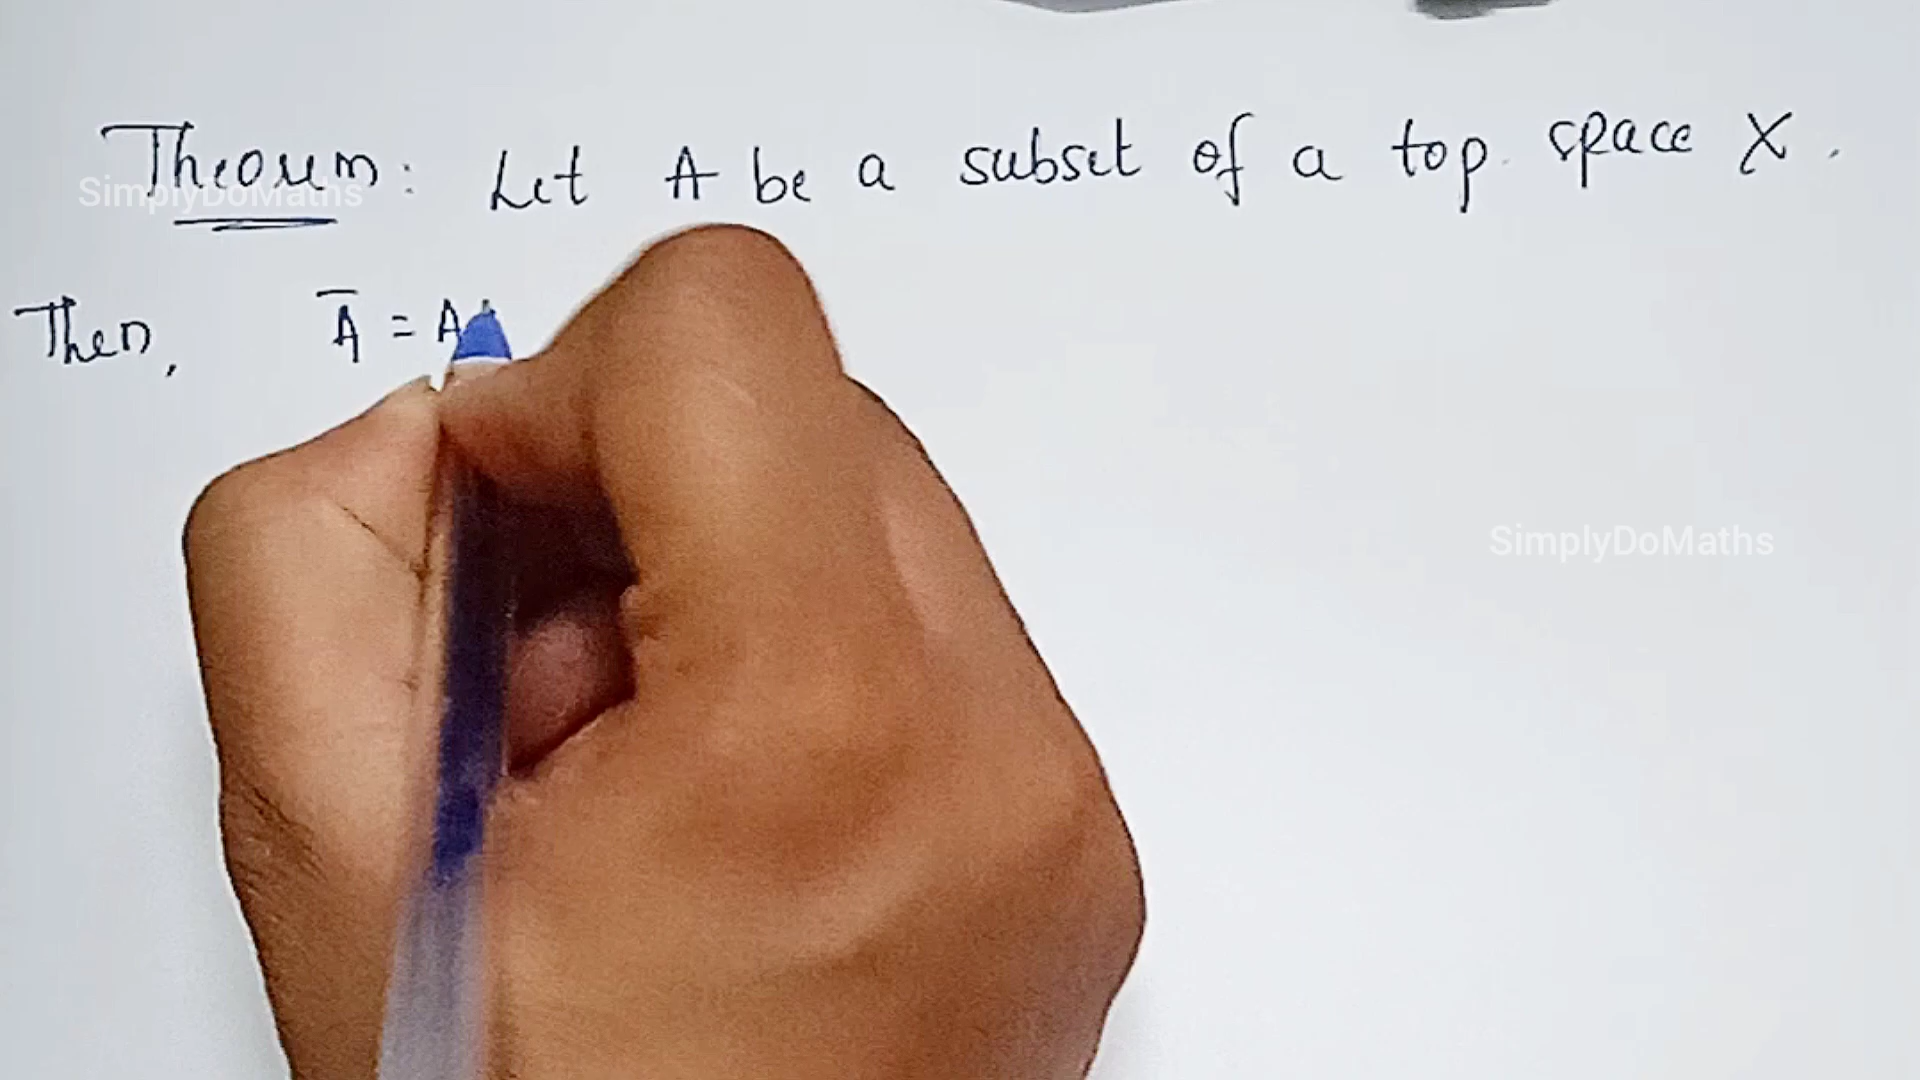 Theorem: Let A be a subset of a top. space X.
SimplyDoMaths
Then, A̅ = A
SimplyDoMaths